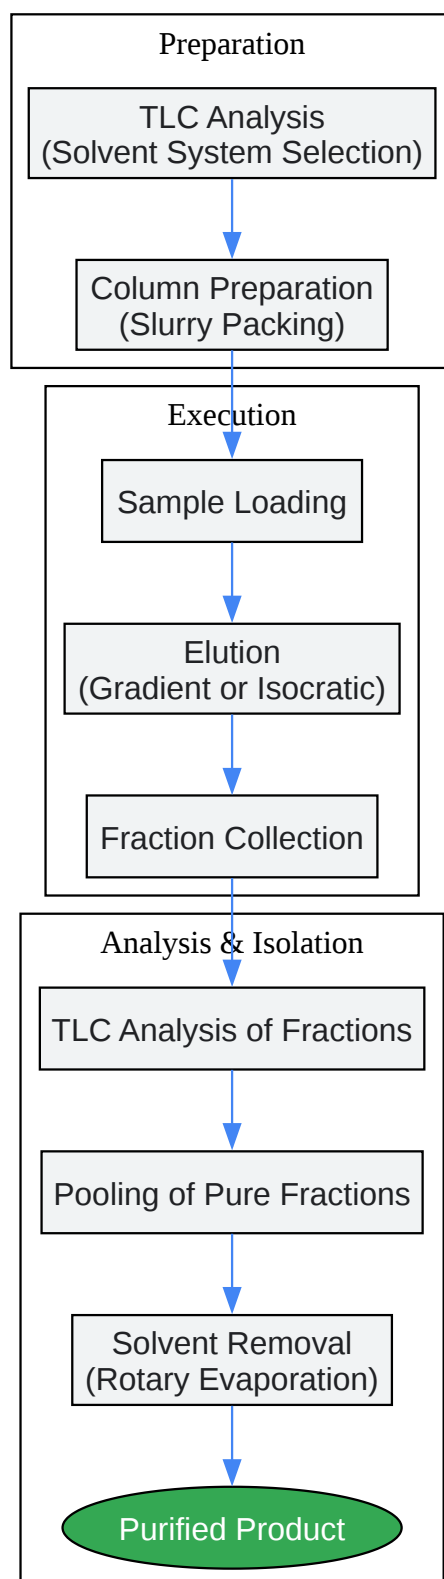 Preparation
TLC Analysis
(Solvent System Selection)
Column Preparation
(Slurry Packing)
Execution
Sample Loading
Elution
(Gradient or Isocratic)
Fraction Collection
Analysis & Isolation
TLC Analysis of Fractions
Pooling of Pure Fractions
Solvent Removal
(Rotary Evaporation)
Purified Product